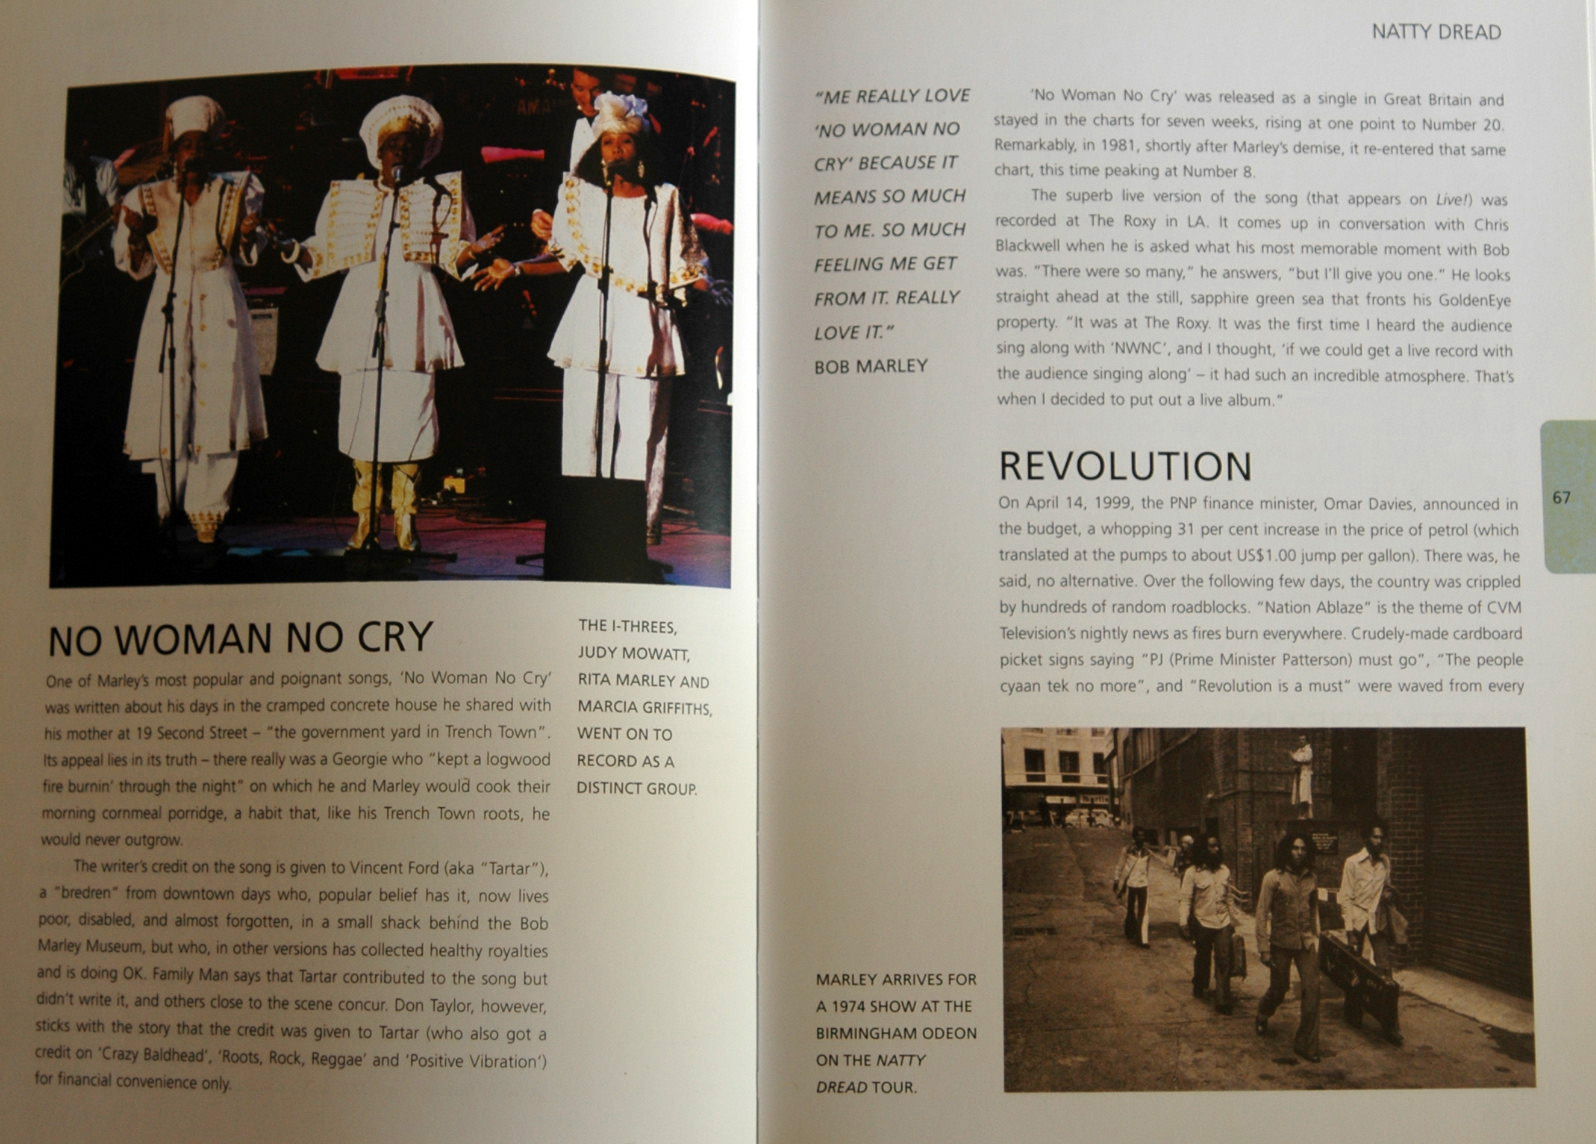 NO WOMAN NO CRY
One of Marley's most popular and poignant songs, 'No Woman No Cry'
was written about his days in the cramped concrete house he shared with
his mother at 19 Second Street – "the government yard in Trench Town".
Its appeal lies in its truth – there really was a Georgie who "kept a logwood
fire burnin' through the night" on which he and Marley would cook their
morning cornmeal porridge, a habit that, like his Trench Town roots, he
would never outgrow.
The writer's credit on the song is given to Vincent Ford (aka "Tartar"),
a "bredren" from downtown days who, popular belief has it, now lives
poor, disabled, and almost forgotten, in a small shack behind the Bob
Marley Museum, but who, in other versions has collected healthy royalties
and is doing OK. Family Man says that Tartar contributed to the song but
didn't write it, and others close to the scene concur. Don Taylor, however,
sticks with the story that the credit was given to Tartar (who also got a
credit on 'Crazy Baldhead', 'Roots, Rock, Reggae' and 'Positive Vibration')
for financial convenience only.
THE I-THREES,
JUDY MOWATT,
RITA MARLEY AND
MARCIA GRIFFITHS,
WENT ON TO
RECORD AS A
DISTINCT GROUP.
NATTY DREAD
"ME REALLY LOVE
'NO WOMAN NO
CRY' BECAUSE IT
MEANS SO MUCH
TO ME. SO MUCH
FEELING ME GET
FROM IT. REALLY
LOVE IT."
BOB MARLEY
'No Woman No Cry' was released as a single in Great Britain and
stayed in the charts for seven weeks, rising at one point to Number 20.
Remarkably, in 1981, shortly after Marley's demise, it re-entered that same
chart, this time peaking at Number 8.
The superb live version of the song (that appears on Live!) was
recorded at The Roxy in LA. It comes up in conversation with Chris
Blackwell when he is asked what his most memorable moment with Bob
was. "There were so many," he answers, "but I'll give you one." He looks
straight ahead at the still, sapphire green sea that fronts his GoldenEye
property. "It was at The Roxy. It was the first time I heard the audience
sing along with 'NWNC', and I thought, 'if we could get a live record with
the audience singing along' – it had such an incredible atmosphere. That's
when I decided to put out a live album."
REVOLUTION
On April 14, 1999, the PNP finance minister, Omar Davies, announced in
the budget, a whopping 31 per cent increase in the price of petrol (which
translated at the pumps to about US$1.00 jump per gallon). There was, he
said, no alternative. Over the following few days, the country was crippled
by hundreds of random roadblocks. "Nation Ablaze" is the theme of CVM
Television's nightly news as fires burn everywhere. Crudely-made cardboard
picket signs saying "PJ (Prime Minister Patterson) must go", "The people
cyaan tek no more", and "Revolution is a must" were waved from every
67
MARLEY ARRIVES FOR
A 1974 SHOW AT THE
BIRMINGHAM ODEON
ON THE NATTY
DREAD TOUR.